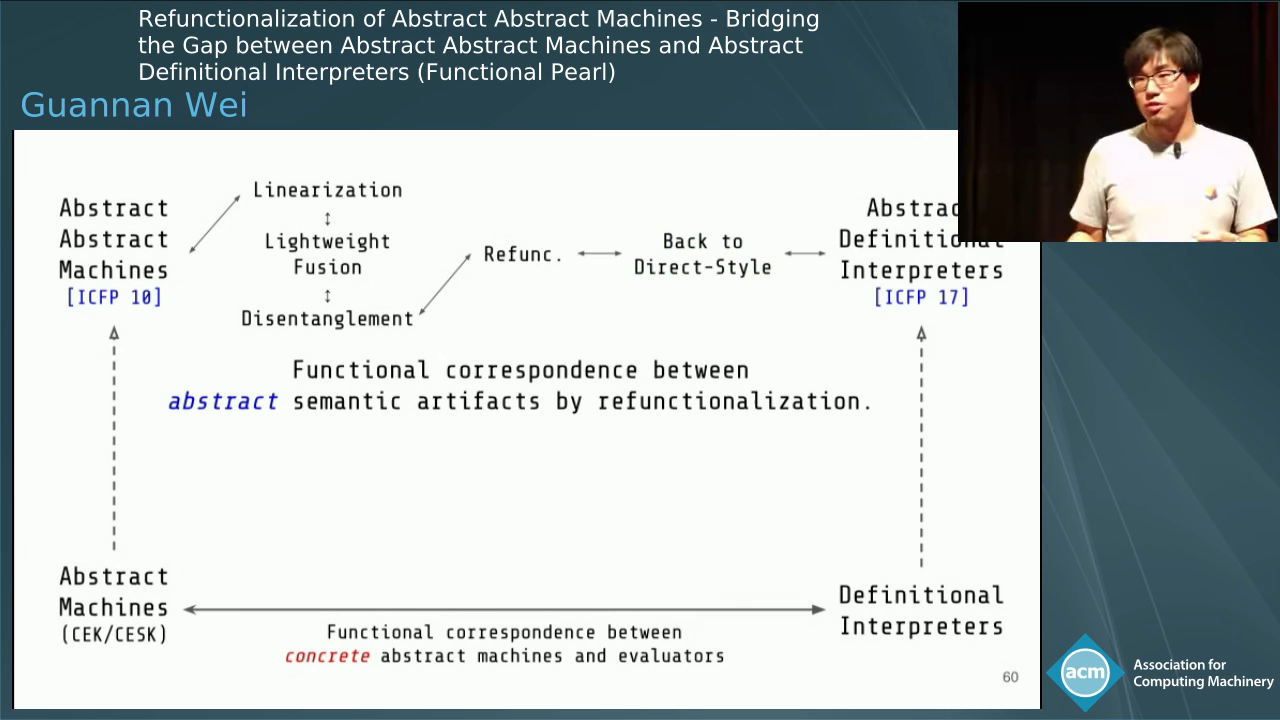 Refunctionalization of Abstract Abstract Machines - Bridging
the Gap between Abstract Abstract Machines and Abstract
Definitional Interpreters (Functional Pearl)
Guannan Wei
Abstract
Abstract
Machines
[ICFP 10]
Linearization
↕
Lightweight
Fusion
↕
Disentanglement
Refunc.
Back to
Direct-Style
Abstrac
Definitional
Interpreters
[ICFP 17]
Functional correspondence between
abstract semantic artifacts by refunctionalization.
Abstract
Machines
(CEK/CESK)
Functional correspondence between
concrete abstract machines and evaluators
Definitional
Interpreters
60
acm
Association for
Computing Machinery